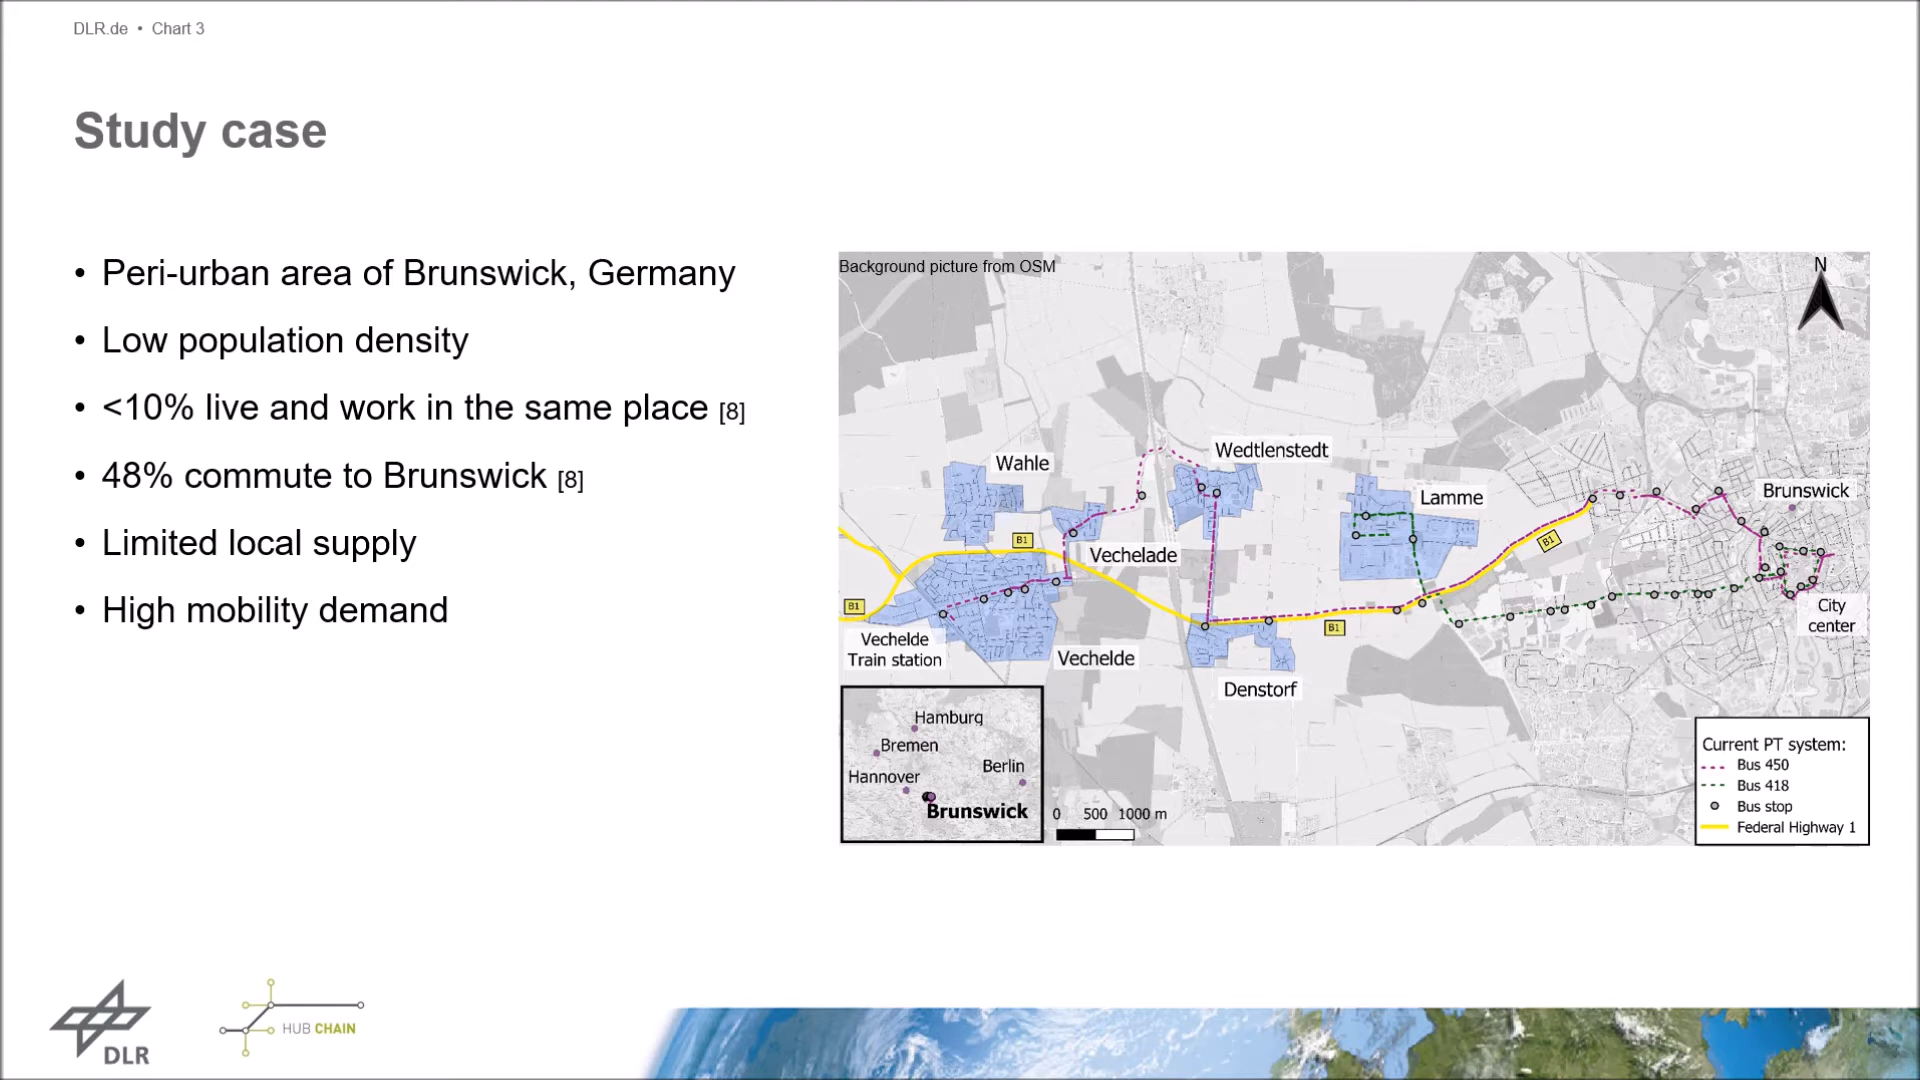 DLR.de • Chart 3
Study case
• Peri-urban area of Brunswick, Germany
• Low population density
• <10% live and work in the same place [8]
• 48% commute to Brunswick [8]
• Limited local supply
• High mobility demand
Background picture from OSM
N
Wahle
Wedtlenstedt
Lamme
Brunswick
B1
Vechelade
B1
B1
B1
City
center
Vechelde
Train station
Vechelde
Denstorf
Hamburg
Bremen
Berlin
Hannover
Brunswick
0 500 1000 m
Current PT system:
Bus 450
Bus 418
Bus stop
Federal Highway 1
DLR
HUB CHAIN